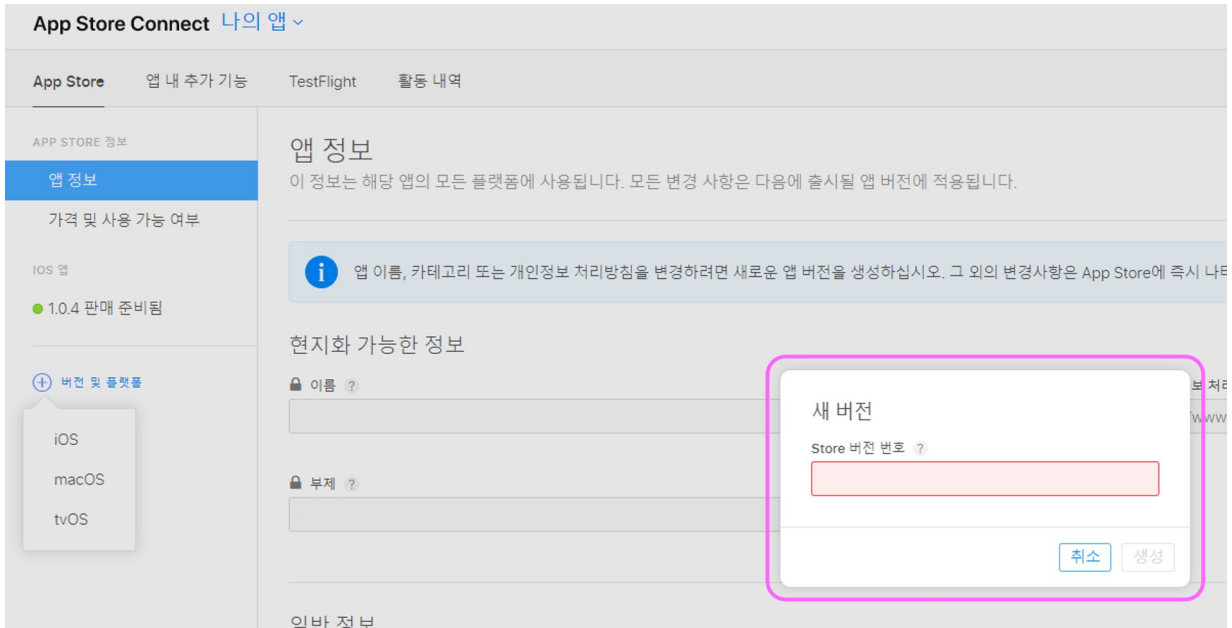 App Store Connect 나의 앱
App Store 앱 내 추가 기능 TestFlight 활동 내역
APP STORE 정보
앱 정보
가격 및 사용 가능 여부
IOS 앱
1.0.4 판매 준비됨
버전 및 플랫폼
iOS
macOS
tvOS
앱 정보
이 정보는 해당 앱의 모든 플랫폼에 사용됩니다. 모든 변경 사항은 다음에 출시될 앱 버전에 적용됩니다.
앱 이름, 카테고리 또는 개인정보 처리방침을 변경하려면 새로운 앱 버전을 생성하십시오. 그 외의 변경사항은 App Store에 즉시
현지화 가능한 정보
이름 ?
부제 ?
일반 정보
새 버전
Store 버전 번호 ?
취소 생성